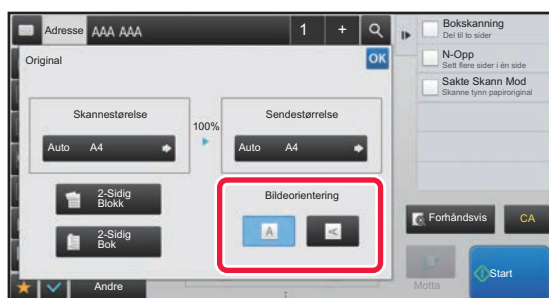 Adresse AAA AAA 1 +
Original OK
Skannestørelse
Auto A4
100%
Sendestørrelse
Auto A4
2-Sidig
Blokk
2-Sidig
Bok
Bildeorientering
A A
Andre
Bokskanning
Del til to sider
N-Opp
Sett flere sider i én side
Sakte Skann Mod
Skanne tynn papiroriginal
Forhåndsvis CA
Motta
Start